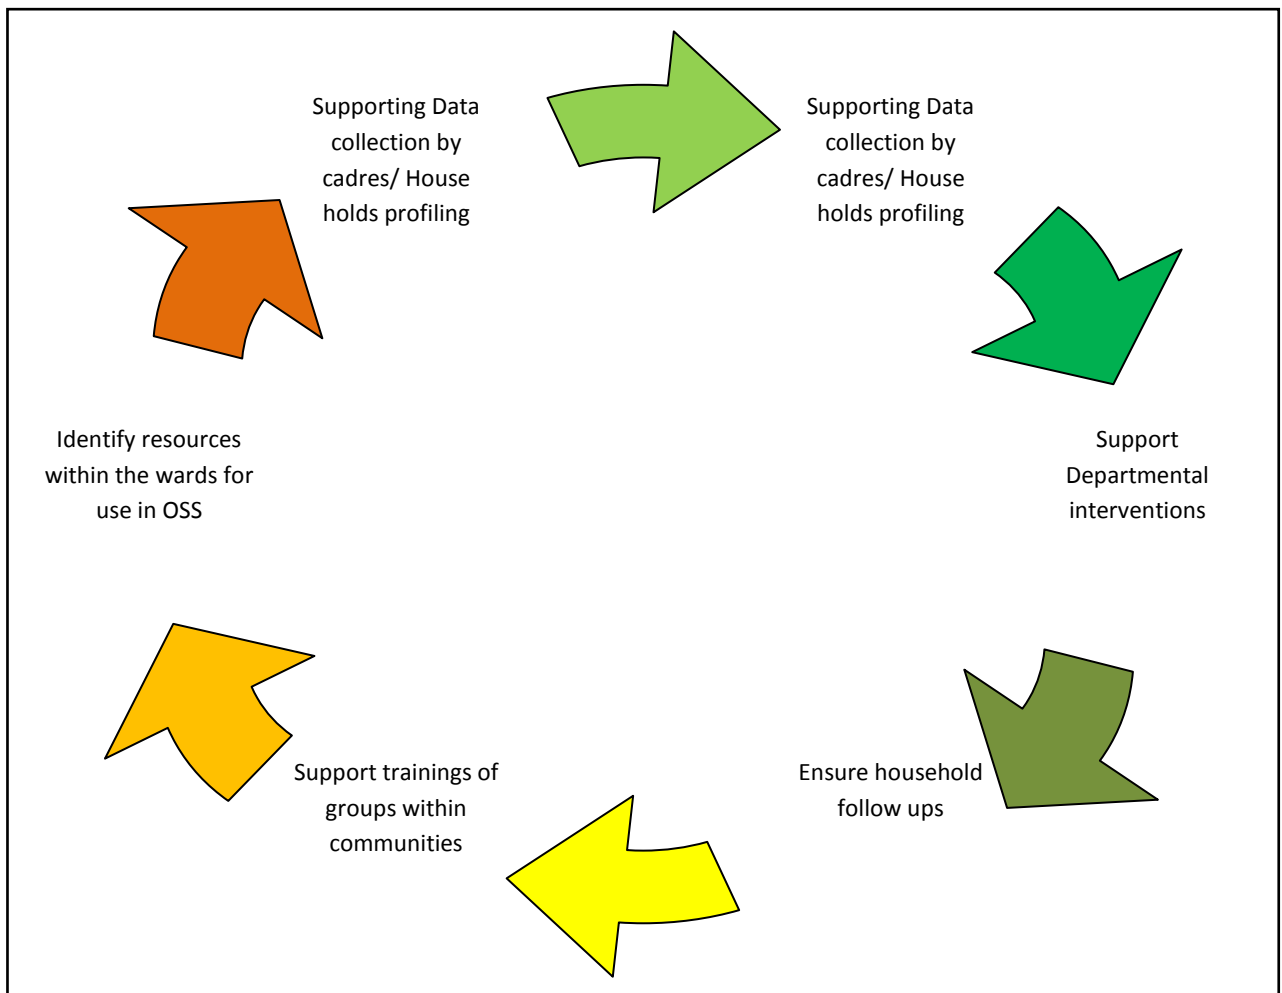 Supporting Data
collection by
cadres/ House
holds profiling
Supporting Data
collection by
cadres/ House
holds profiling
Support
Departmental
interventions
Ensure household
follow ups
Support trainings of
groups within
communities
Identify resources
within the wards for
use in OSS